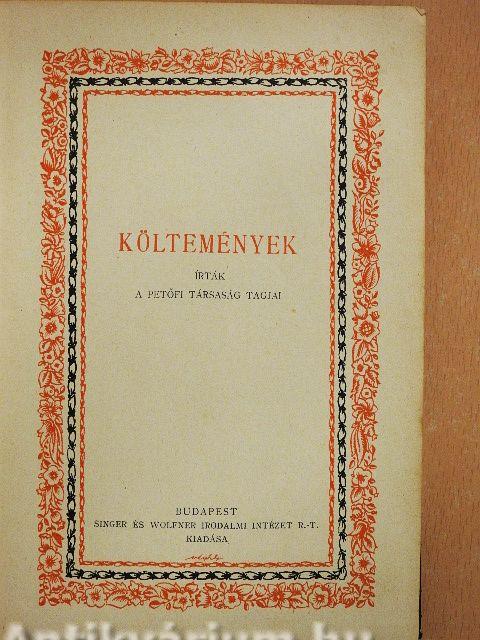 KÖLTEMÉNYEK
ÍRTÁK
A PETŐFI TÁRSASÁG TAGJAI
BUDAPEST
SINGER ÉS WOLFNER IRODALMI INTÉZET R.-T.
KIADÁSA
Antikvárium.hu